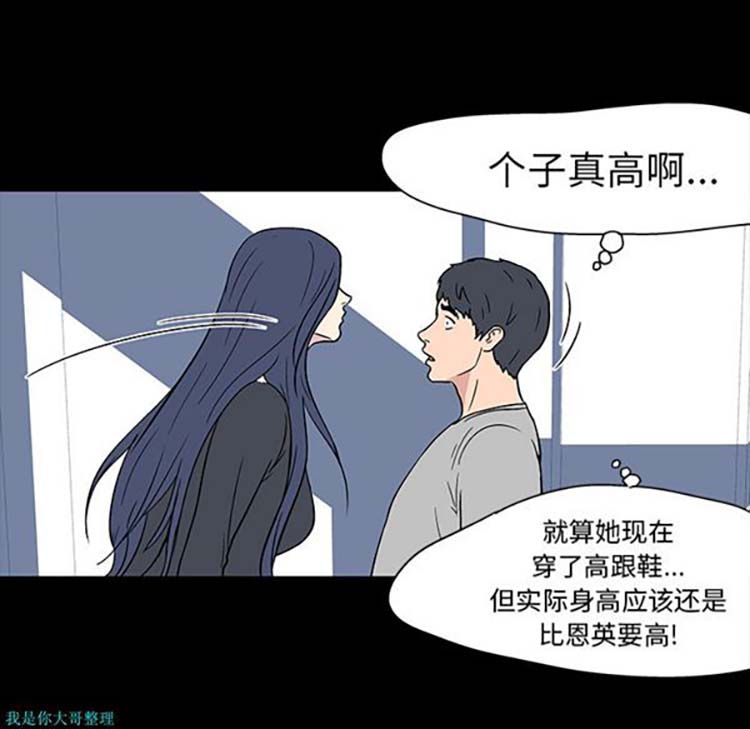 个子真高啊...
就算她现在
穿了高跟鞋...
但实际身高应该还是
比恩英要高!
我是你大哥整理